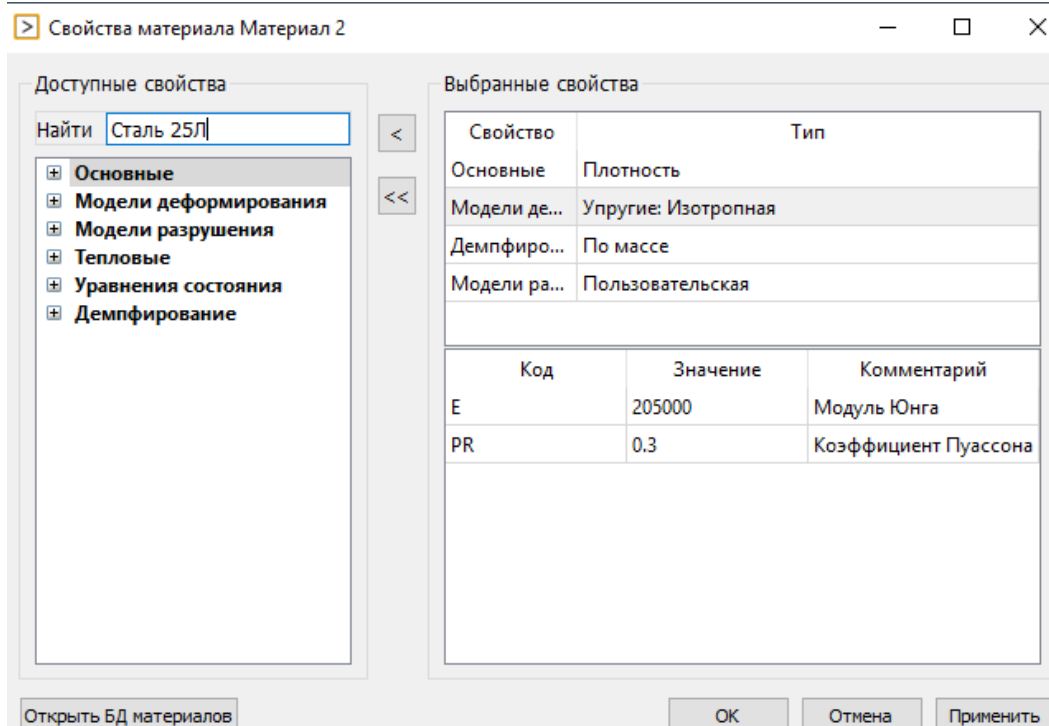 Свойства материала Материал 2
Доступные свойства
Найти Сталь 25Л
Основные
Модели деформирования
Модели разрушения
Тепловые
Уравнения состояния
Демпфирование
<
<<
Выбранные свойства
Свойство Тип
Основные Плотность
Модели де... Упругие: Изотропная
Демпфиро... По массе
Модели ра... Пользовательская
Код Значение Комментарий
E 205000 Модуль Юнга
PR 0.3 Коэффициент Пуассона
Открыть БД материалов OK Отмена Применить